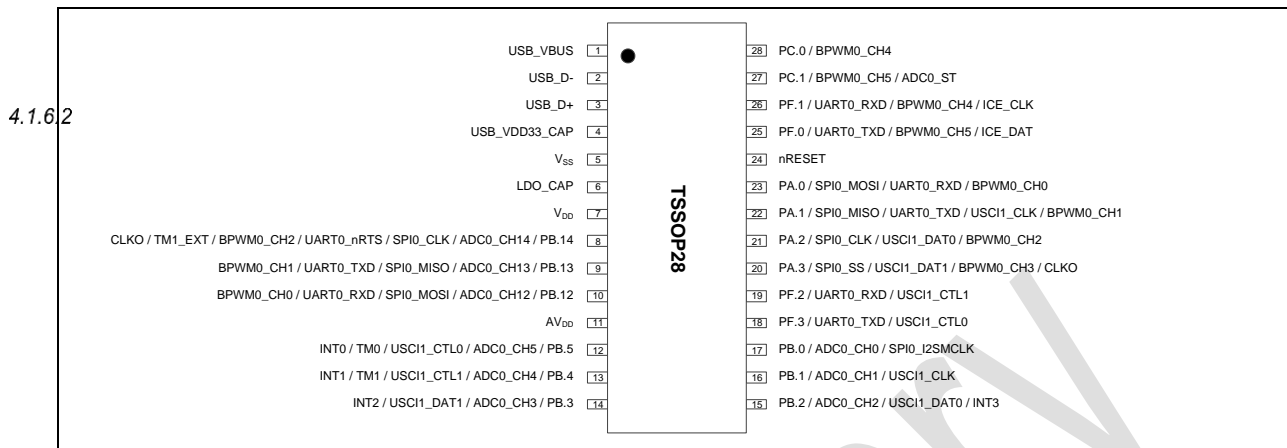 4.1.6.2
USB_VBUS 1
USB_D- 2
USB_D+ 3
USB_VDD33_CAP 4
VSS 5
LDO_CAP 6
VDD 7
CLKO / TM1_EXT / BPWM0_CH2 / UART0_nRTS / SPI0_CLK / ADC0_CH14 / PB.14 8
BPWM0_CH1 / UART0_TXD / SPI0_MISO / ADC0_CH13 / PB.13 9
BPWM0_CH0 / UART0_RXD / SPI0_MOSI / ADC0_CH12 / PB.12 10
AVDD 11
INT0 / TM0 / USCI1_CTL0 / ADC0_CH5 / PB.5 12
INT1 / TM1 / USCI1_CTL1 / ADC0_CH4 / PB.4 13
INT2 / USCI1_DAT1 / ADC0_CH3 / PB.3 14
TSSOP28
28 PC.0 / BPWM0_CH4
27 PC.1 / BPWM0_CH5 / ADC0_ST
26 PF.1 / UART0_RXD / BPWM0_CH4 / ICE_CLK
25 PF.0 / UART0_TXD / BPWM0_CH5 / ICE_DAT
24 nRESET
23 PA.0 / SPI0_MOSI / UART0_RXD / BPWM0_CH0
22 PA.1 / SPI0_MISO / UART0_TXD / USCI1_CLK / BPWM0_CH1
21 PA.2 / SPI0_CLK / USCI1_DAT0 / BPWM0_CH2
20 PA.3 / SPI0_SS / USCI1_DAT1 / BPWM0_CH3 / CLKO
19 PF.2 / UART0_RXD / USCI1_CTL1
18 PF.3 / UART0_TXD / USCI1_CTL0
17 PB.0 / ADC0_CH0 / SPI0_I2SMCLK
16 PB.1 / ADC0_CH1 / USCI1_CLK
15 PB.2 / ADC0_CH2 / USCI1_DAT0 / INT3